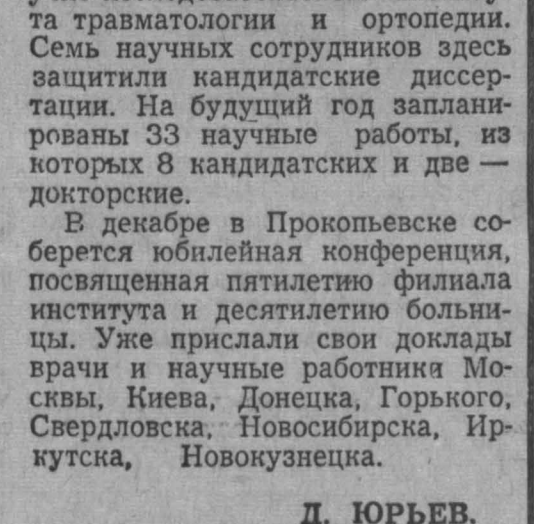 та травматологии и ортопедии.
Семь научных сотрудников здесь
защитили кандидатские диссер-
тации. На будущий год заплани-
рованы 33 научные работы, из
которых 8 кандидатских и две —
докторские.
В декабре в Прокопьевске со-
берется юбилейная конференция,
посвященная пятилетию филиала
института и десятилетию больни-
цы. Уже прислали свои доклады
врачи и научные работники Мо-
сквы, Киева, Донецка, Горького,
Свердловска, Новосибирска, Ир-
кутска, Новокузнецка.
Д. ЮРЬЕВ.